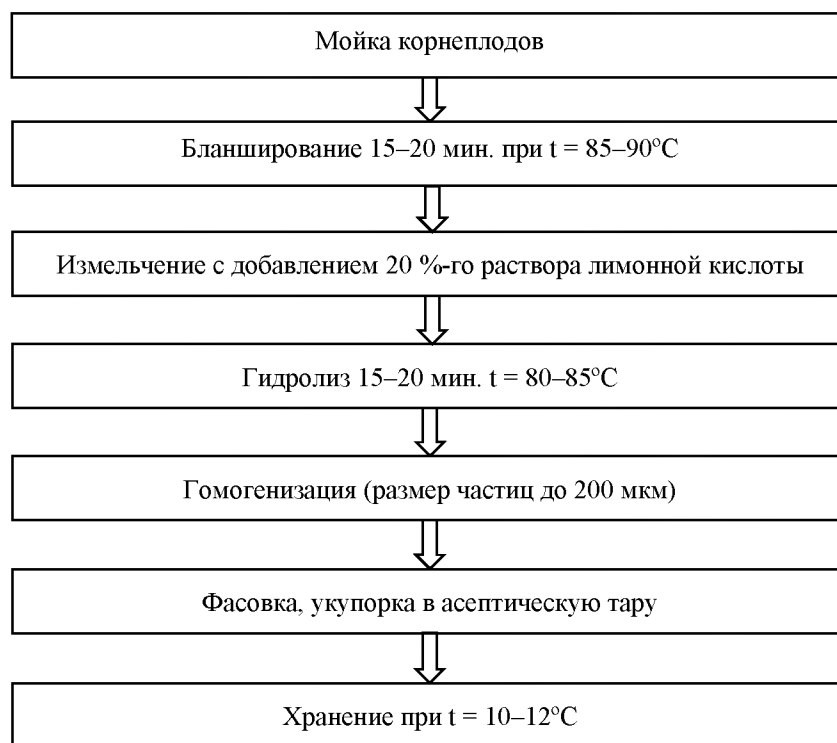 Мойка корнеплодов
Бланширование 15–20 мин. при t = 85–90°С
Измельчение с добавлением 20 %-го раствора лимонной кислоты
Гидролиз 15–20 мин. t = 80–85°С
Гомогенизация (размер частиц до 200 мкм)
Фасовка, укупорка в асептическую тару
Хранение при t = 10–12°С